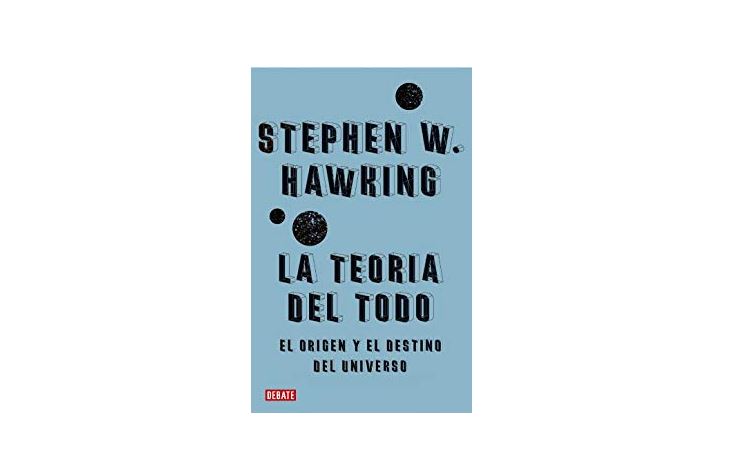 STEPHEN W.
HAWKING
LA TEORIA
DEL TODO
EL ORIGEN Y EL DESTINO
DEL UNIVERSO
DEBATE